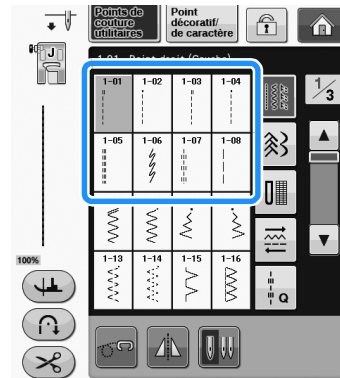 Points de
couture
utilitaires
Point
décoratif/
de caractère
J
1-01 Point droit (Gauche)
1-01 1-02 1-03 1-04
1/3
1-05 1-06 1-07 1-08
1-13 1-14 1-15 1-16
100%
Q